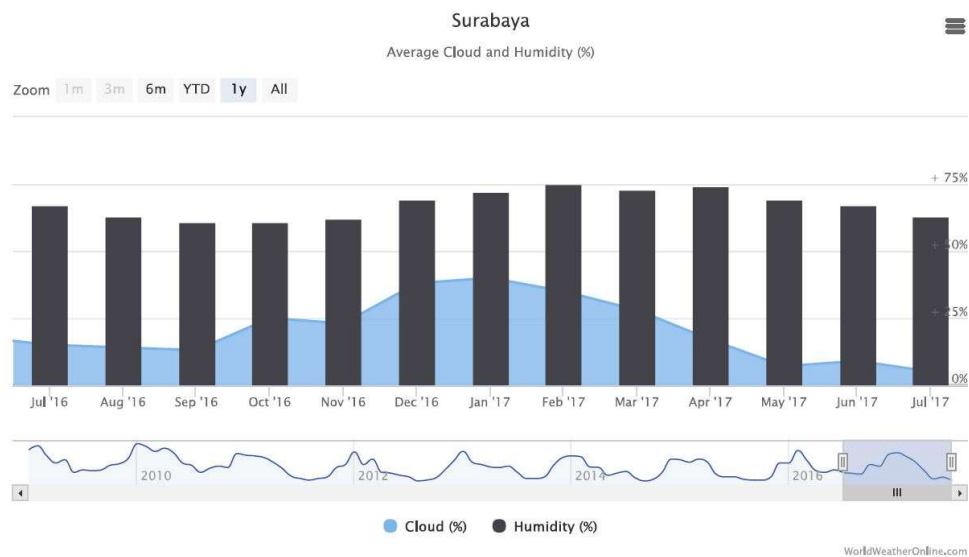 Surabaya
Average Cloud and Humidity (%)
Zoom 1m 3m 6m YTD 1y All
+ 75%
+ 50%
+ 25%
0%
Jul '16 Aug '16 Sep '16 Oct '16 Nov '16 Dec '16 Jan '17 Feb '17 Mar '17 Apr '17 May '17 Jun '17 Jul '17
2010 2012 2014 2016
Cloud (%) Humidity (%)
WorldWeatherOnline.com